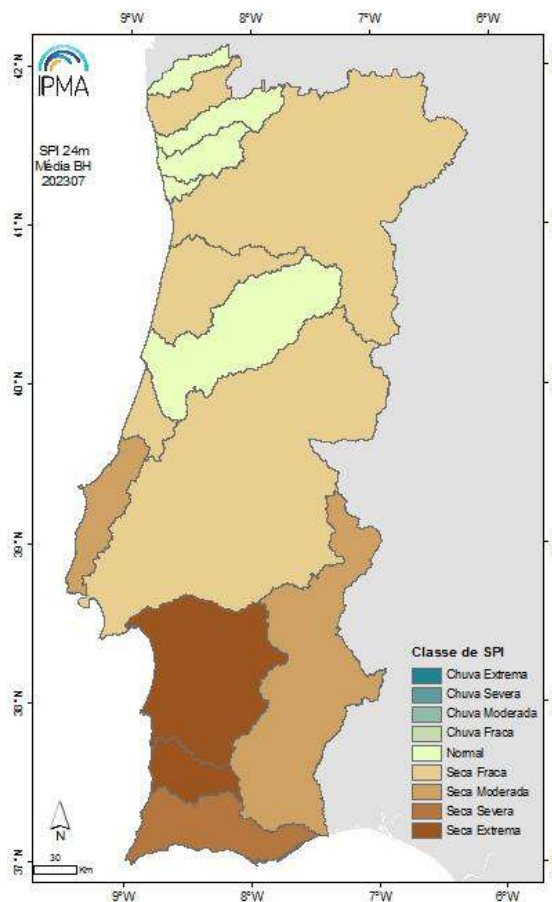 9°W 8°W 7°W 6°W
42°N
IPMA
SPI 24m
Média BH
202307
41°N
40°N
39°N
Classe de SPI
Chuva Extrema
Chuva Severa
Chuva Moderada
Chuva Fraca
Normal
Seca Fraca
Seca Moderada
Seca Severa
Seca Extrema
38°N
N
30
Km
37°N
9°W 8°W 7°W 6°W